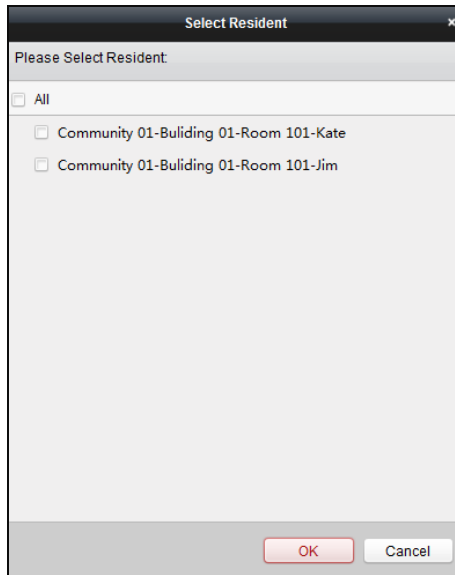 Select Resident
Please Select Resident:
All
Community 01-Buliding 01-Room 101-Kate
Community 01-Buliding 01-Room 101-Jim
OK Cancel